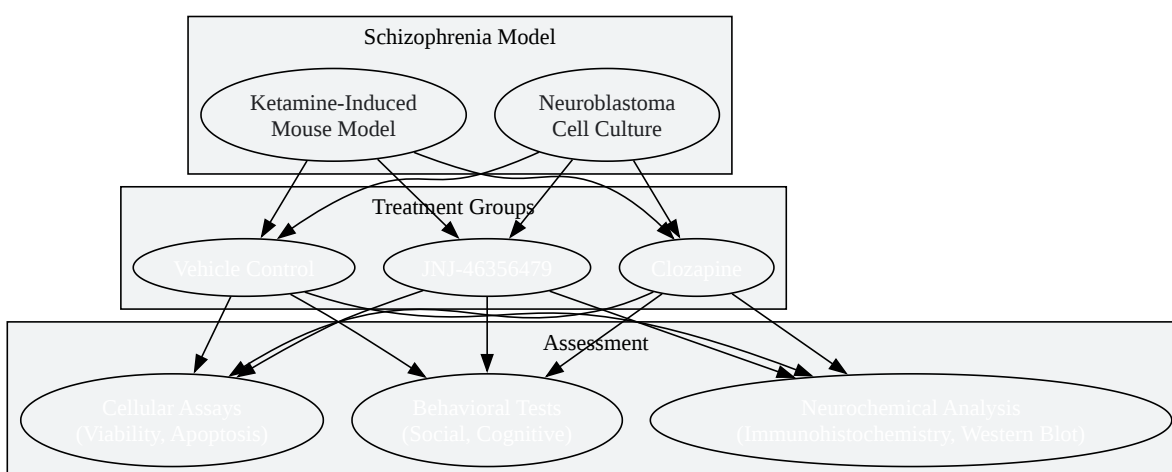 Schizophrenia Model
Ketamine-Induced
Mouse Model
Neuroblastoma
Cell Culture
Treatment Groups
Vehicle Control
JNJ-46356479
Clozapine
Assessment
Cellular Assays
(Viability, Apoptosis)
Behavioral Tests
(Social, Cognitive)
Neurochemical Analysis
(Immunohistochemistry, Western Blot)